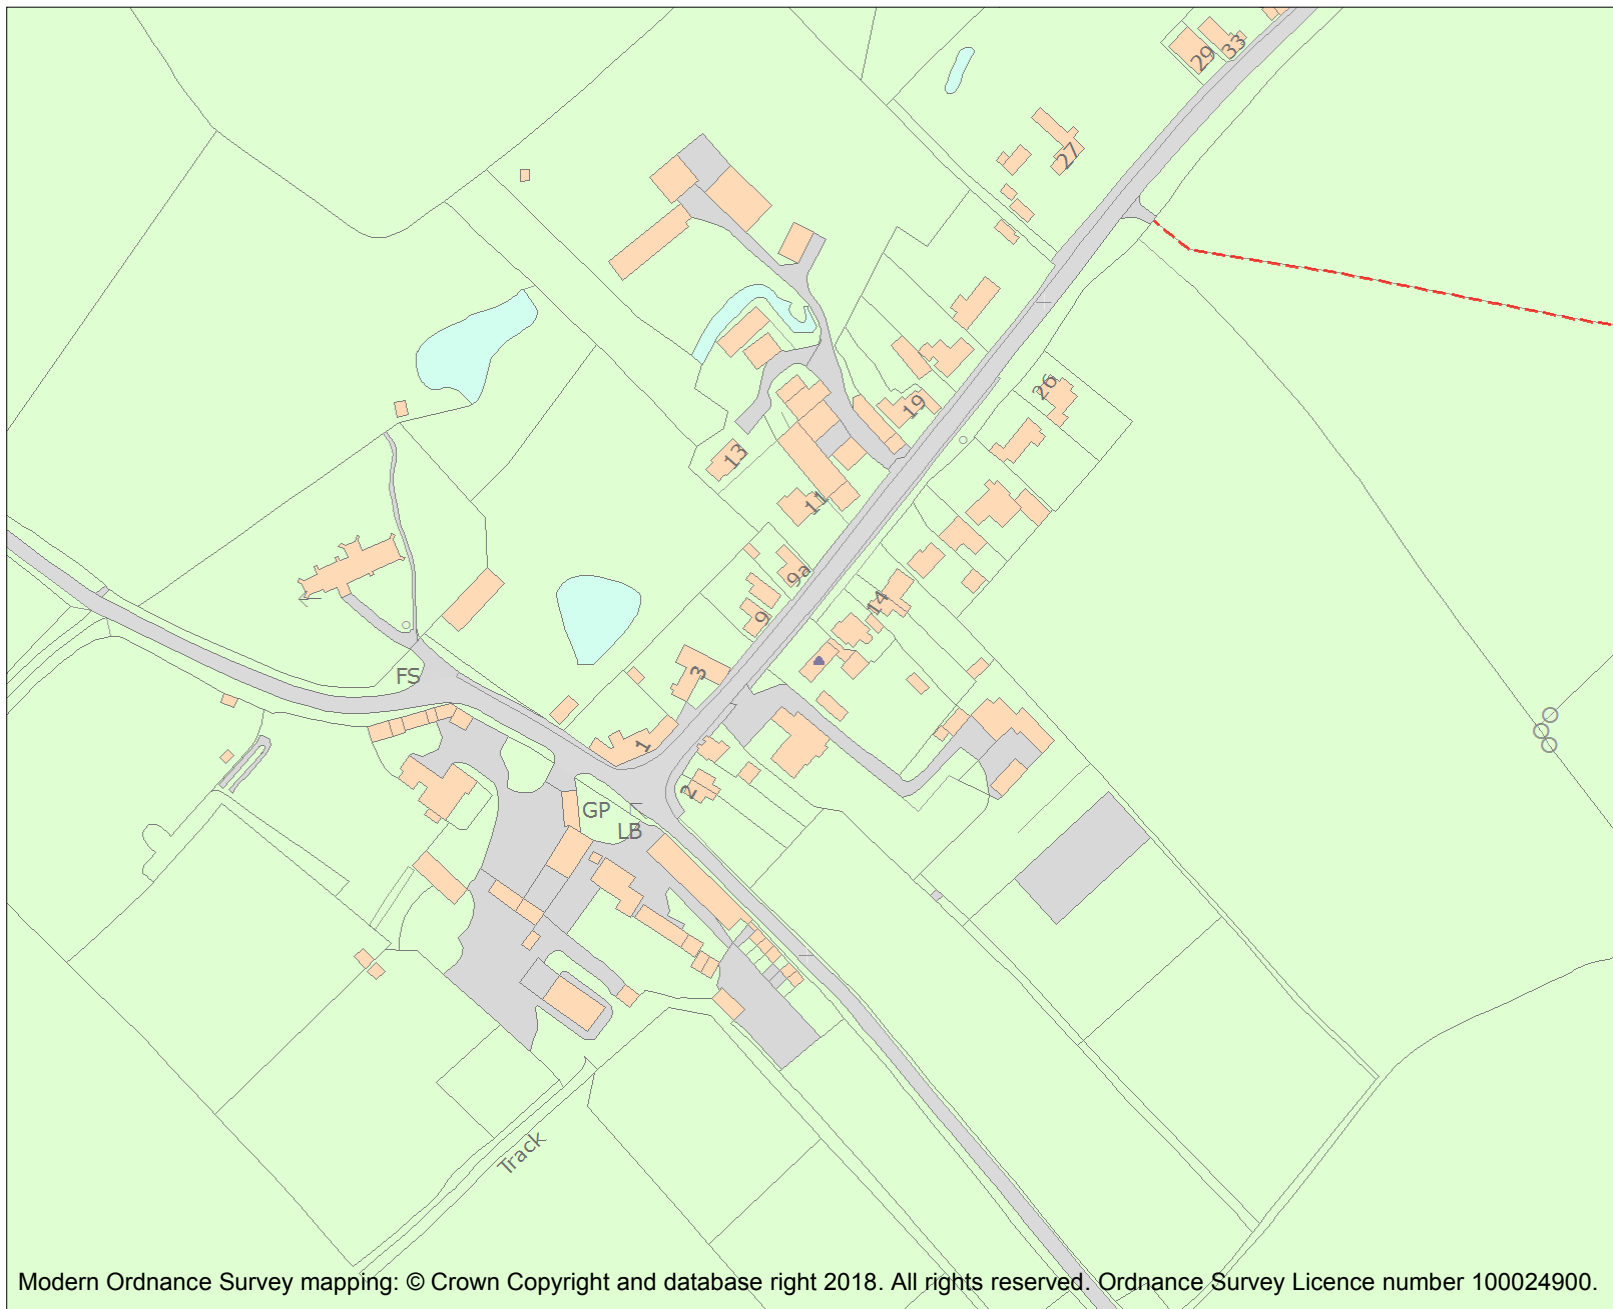 29
33
27
26
19
13
11
9a
14
9
3
FS
1
2
GP
LB
Track
Modern Ordnance Survey mapping: © Crown Copyright and database right 2018. All rights reserved. Ordnance Survey Licence number 100024900.